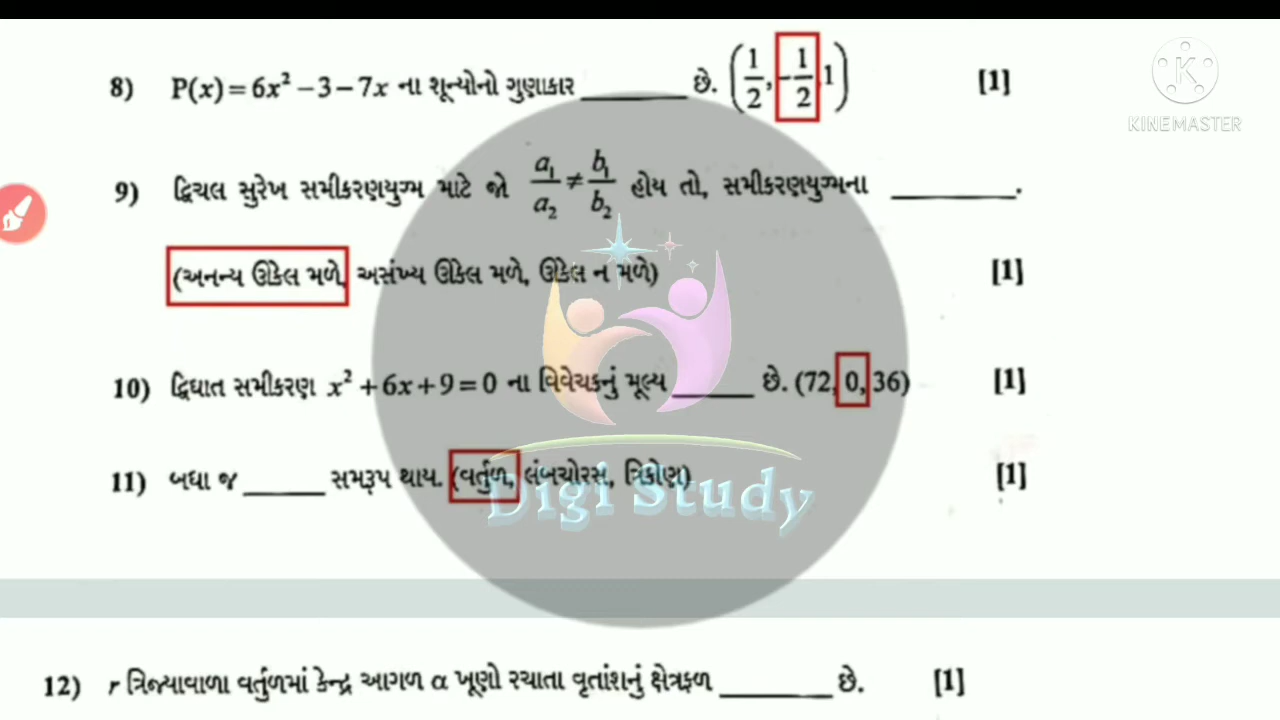 8) P(x) = 6x² − 3 − 7x ના શૂન્યોનો ગુણાકાર ________ છે. (1/2, −1/2, 1) [1]
K
KINEMASTER
9) દ્વિચલ સુરેખ સમીકરણયુગ્મ માટે જો a₁/a₂ ≠ b₁/b₂ હોય તો, સમીકરણયુગ્મના ________.
(અનન્ય ઊકેલ મળે, અસંખ્ય ઊકેલ મળે, ઊકેલ ન મળે) [1]
10) દ્વિઘાત સમીકરણ x² + 6x + 9 = 0 ના વિવેચકનું મૂલ્ય ______ છે. (72, 0, 36) [1]
11) બધા જ ______ સમરૂપ થાય. (વર્તુળ, લંબચોરસ, ત્રિકોણ) [1]
Digi Study
12) r ત્રિજ્યાવાળા વર્તુળમાં કેન્દ્ર આગળ α ખૂણો રચાતા વૃતાંશનું ક્ષેત્રફળ ________ છે. [1]